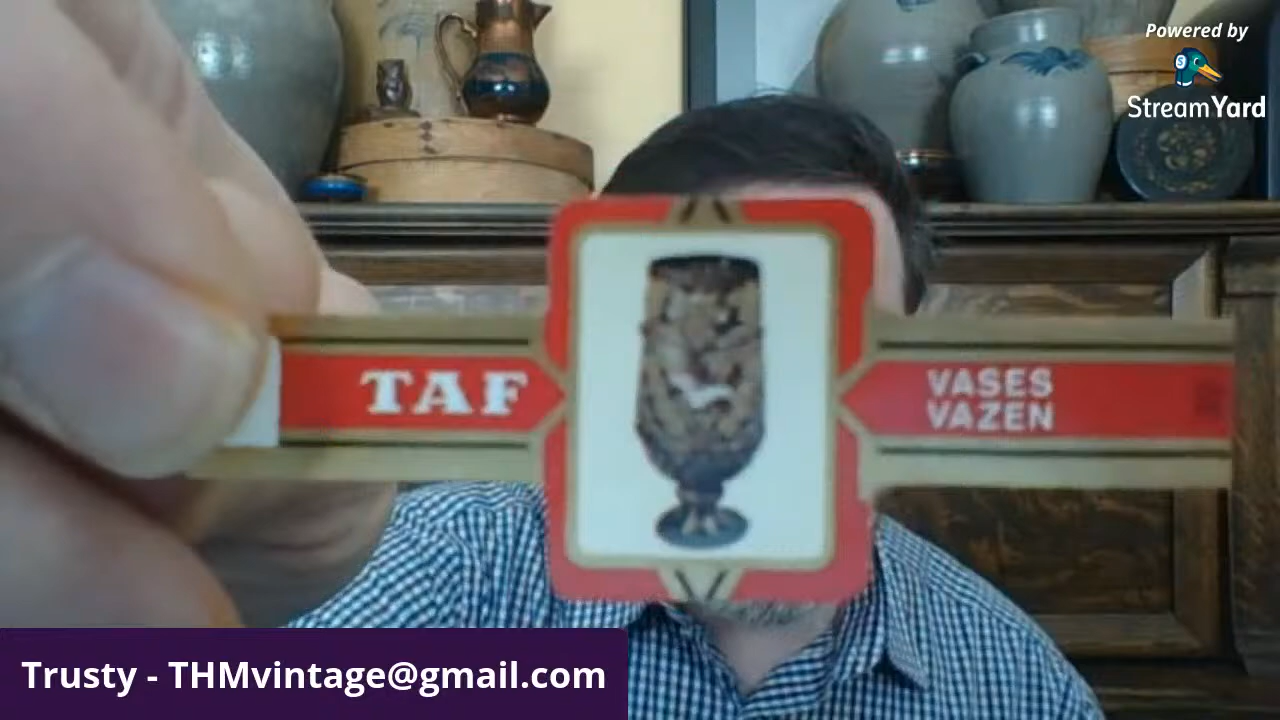 Powered by
StreamYard
TAF
VASES
VAZEN
Trusty - THMvintage@gmail.com